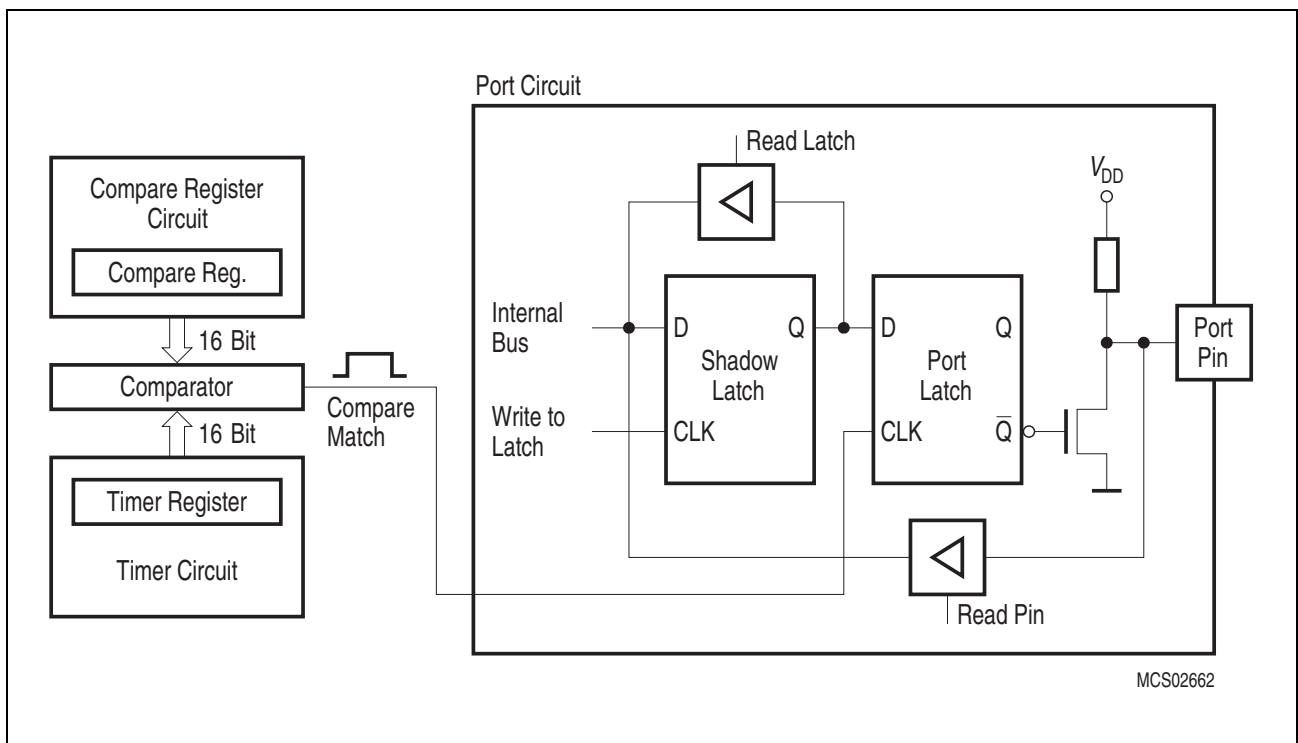 Port Circuit
Compare Register
Circuit
Compare Reg.
16 Bit
Comparator
16 Bit
Timer Register
Timer Circuit
Compare
Match
Read Latch
Internal
Bus
Write to
Latch
D
Q
Shadow
Latch
CLK
D
Q
Port
Latch
CLK
Q̅
VDD
Port
Pin
Read Pin
MCS02662